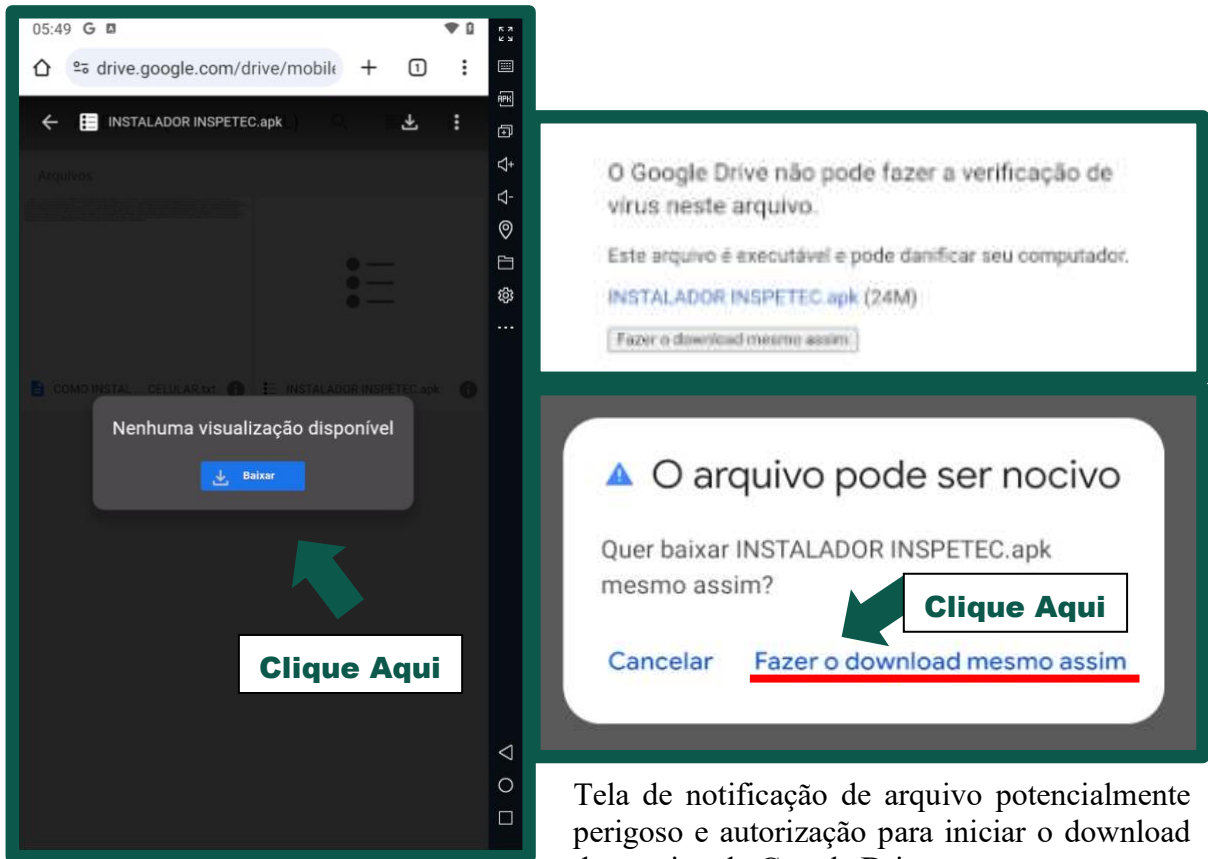 05:49 G
drive.google.com/drive/mobile
1
INSTALADOR INSPETEC.apk
Arquivos
COMO INSTAL... CELULAR.txt
INSTALADOR INSPETEC.apk
Nenhuma visualização disponível
Baixar
Clique Aqui
APK
O Google Drive não pode fazer a verificação de
vírus neste arquivo.
Este arquivo é executável e pode danificar seu computador.
INSTALADOR INSPETEC.apk (24M)
Fazer o download mesmo assim
O arquivo pode ser nocivo
Quer baixar INSTALADOR INSPETEC.apk
mesmo assim?
Clique Aqui
Cancelar Fazer o download mesmo assim
Tela de notificação de arquivo potencialmente
perigoso e autorização para iniciar o download